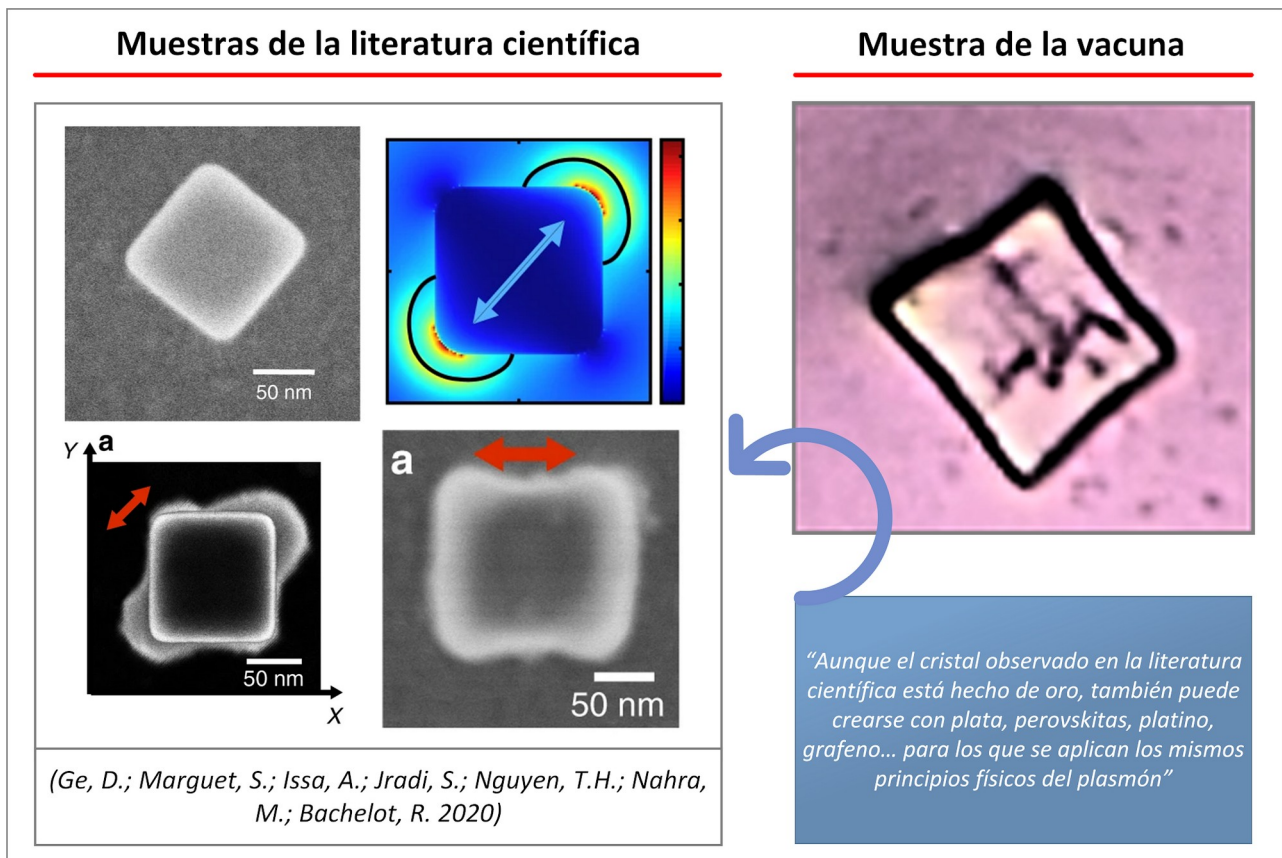 Muestras de la literatura científica
Muestra de la vacuna
50 nm
Y
a
50 nm
X
a
50 nm
(Ge, D.; Marguet, S.; Issa, A.; Jradi, S.; Nguyen, T.H.; Nahra,
M.; Bachelot, R. 2020)
“Aunque el cristal observado en la literatura
científica está hecho de oro, también puede
crearse con plata, perovskitas, platino,
grafeno... para los que se aplican los mismos
principios físicos del plasmón”